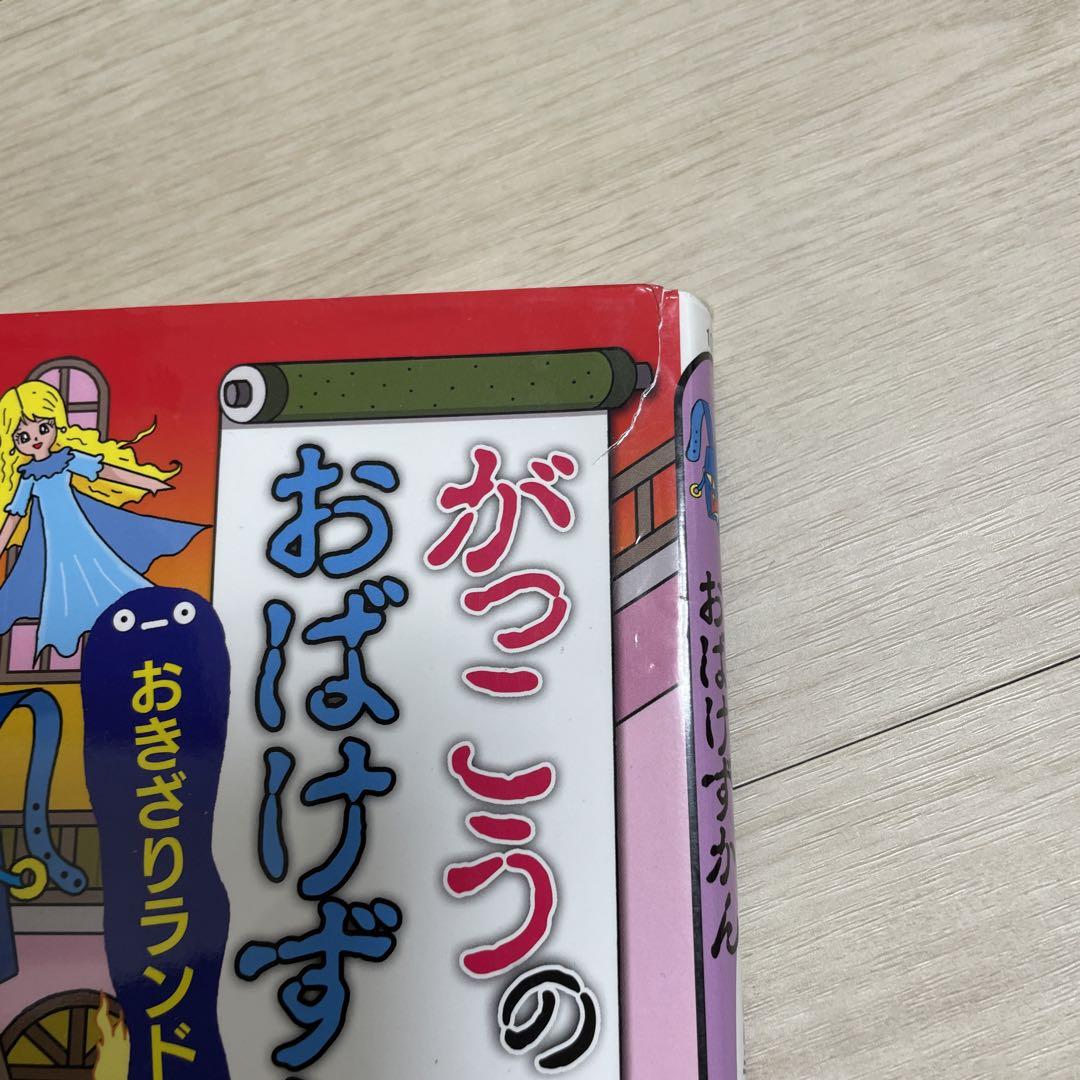 がっこうの
おばけず
おきざりランド
おばけずかん